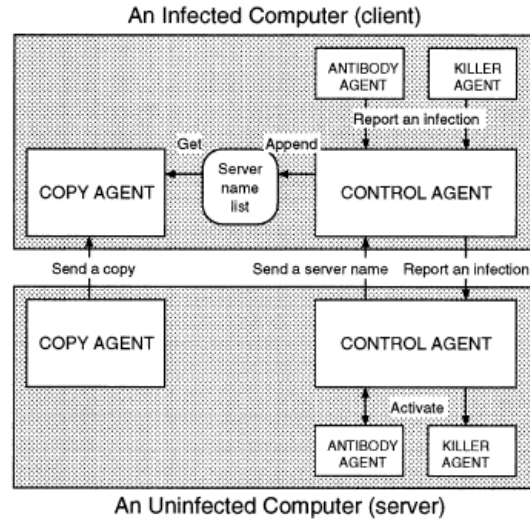 An Infected Computer (client)
ANTIBODY
AGENT
KILLER
AGENT
Report an infection
Get
Append
COPY AGENT
Server
name
list
CONTROL AGENT
Send a copy
Send a server name
Report an infection
COPY AGENT
CONTROL AGENT
Activate
ANTIBODY
AGENT
KILLER
AGENT
An Uninfected Computer (server)